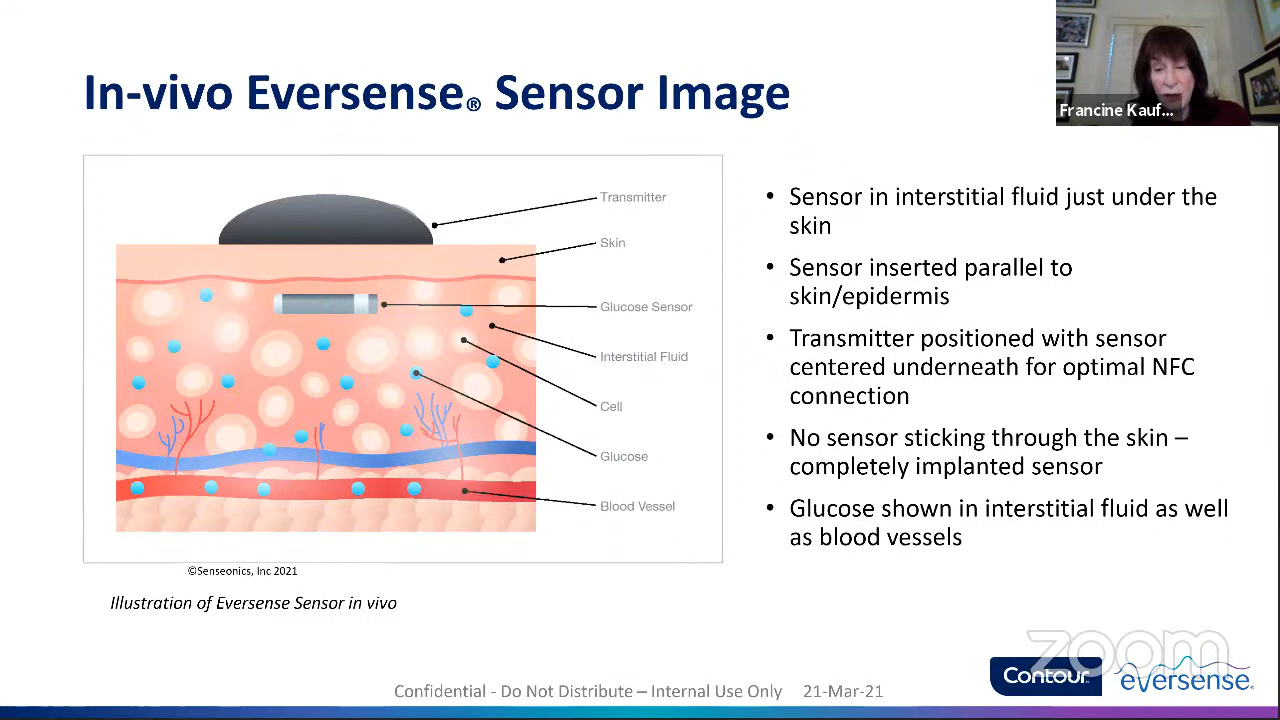 In-vivo Eversense® Sensor Image
Francine Kauf...
Transmitter
Skin
Glucose Sensor
Interstitial Fluid
Cell
Glucose
Blood Vessel
©Senseonics, Inc 2021
Illustration of Eversense Sensor in vivo
• Sensor in interstitial fluid just under the
skin
• Sensor inserted parallel to
skin/epidermis
• Transmitter positioned with sensor
centered underneath for optimal NFC
connection
• No sensor sticking through the skin –
completely implanted sensor
• Glucose shown in interstitial fluid as well
as blood vessels
zoom
Contour
eversense®
Confidential - Do Not Distribute – Internal Use Only 21-Mar-21